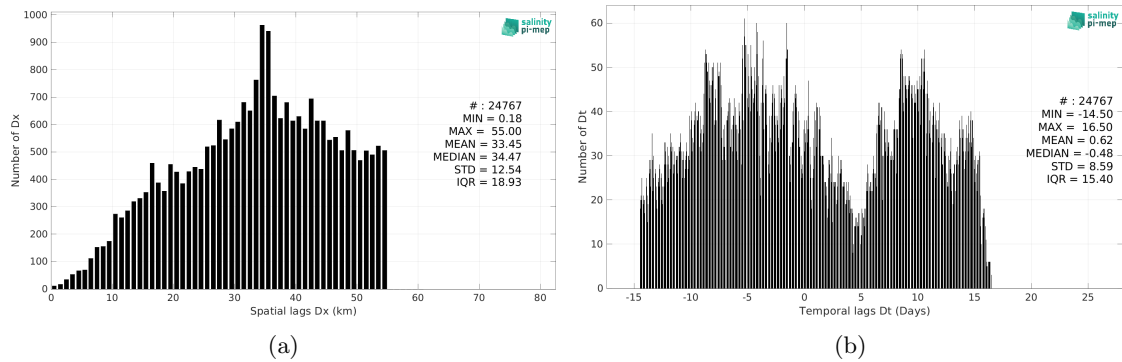 1000
900
800
700
600
500
400
300
200
100
0
Number of Dx
salinity
pi-mep
# : 24767
MIN = 0.18
MAX = 55.00
MEAN = 33.45
MEDIAN = 34.47
STD = 12.54
IQR = 18.93
0 10 20 30 40 50 60 70 80
Spatial lags Dx (km)
(a)
60
50
40
30
20
10
0
Number of Dt
salinity
pi-mep
# : 24767
MIN = -14.50
MAX = 16.50
MEAN = 0.62
MEDIAN = -0.48
STD = 8.59
IQR = 15.40
-15 -10 -5 0 5 10 15 20 25
Temporal lags Dt (Days)
(b)